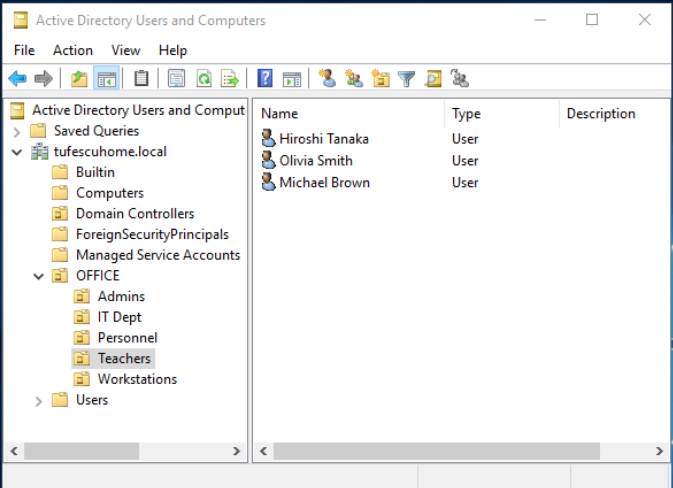 Active Directory Users and Computers
File Action View Help
Active Directory Users and Comput
Saved Queries
tufescuhome.local
Builtin
Computers
Domain Controllers
ForeignSecurityPrincipals
Managed Service Accounts
OFFICE
Admins
IT Dept
Personnel
Teachers
Workstations
Users
Name Type Description
Hiroshi Tanaka User
Olivia Smith User
Michael Brown User